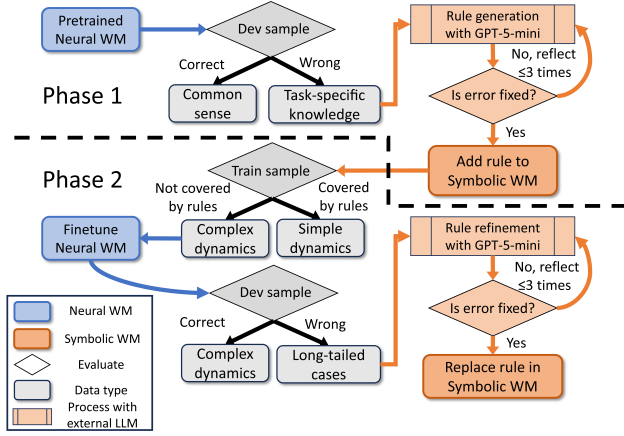 Pretrained
Neural WM
Dev sample
Rule generation
with GPT-5-mini
Correct
Wrong
No, reflect
≤3 times
Phase 1
Common
sense
Task-specific
knowledge
Is error fixed?
Yes
Add rule to
Symbolic WM
Phase 2
Train sample
Not covered
by rules
Covered
by rules
Finetune
Neural WM
Complex
dynamics
Simple
dynamics
Rule refinement
with GPT-5-mini
No, reflect
≤3 times
Dev sample
Is error fixed?
Correct
Wrong
Yes
Complex
dynamics
Long-tailed
cases
Replace rule in
Symbolic WM
Neural WM
Symbolic WM
Evaluate
Data type
Process with
external LLM